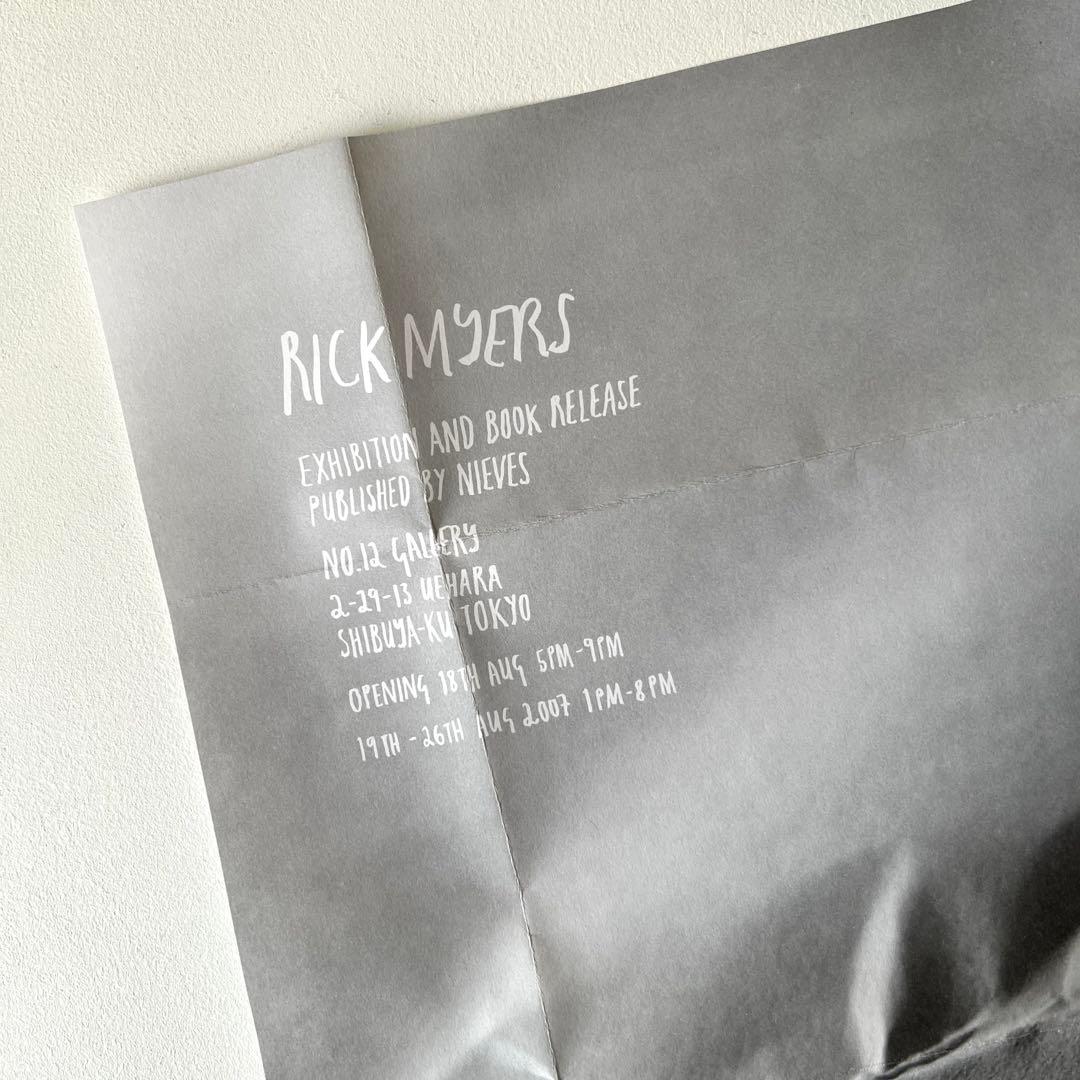 RICK MYERS
EXHIBITION AND BOOK RELEASE
PUBLISHED BY NIEVES
NO.12 GALLERY
2-29-13 UEHARA
SHIBUYA-KU TOKYO
OPENING 18TH AUG 5PM-9PM
19TH - 26TH AUG 2007 1PM-8PM